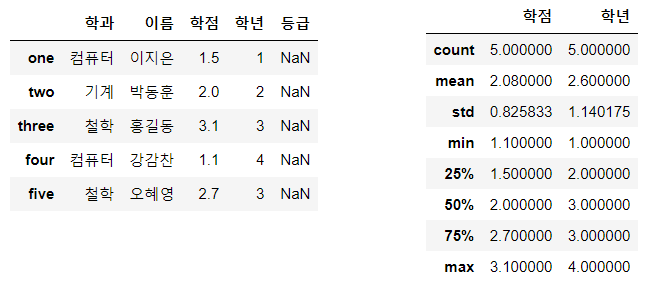 학과 이름 학점 학년 등급
one 컴퓨터 이지은 1.5 1 NaN
two 기계 박동훈 2.0 2 NaN
three 철학 홍길동 3.1 3 NaN
four 컴퓨터 강감찬 1.1 4 NaN
five 철학 오혜영 2.7 3 NaN
학점 학년
count 5.000000 5.000000
mean 2.080000 2.600000
std 0.825833 1.140175
min 1.100000 1.000000
25% 1.500000 2.000000
50% 2.000000 3.000000
75% 2.700000 3.000000
max 3.100000 4.000000